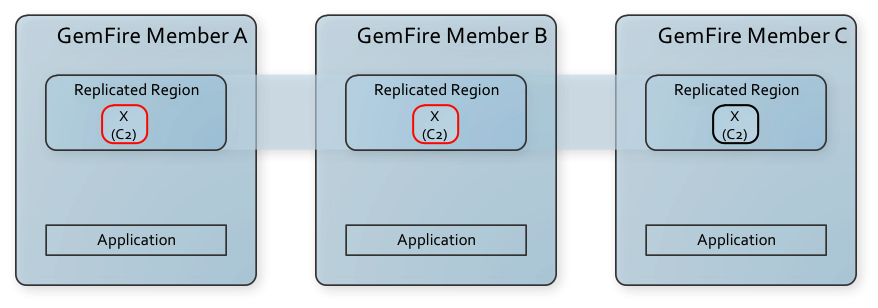 GemFire Member A
Replicated Region
X
(C2)
Application
GemFire Member B
Replicated Region
X
(C2)
Application
GemFire Member C
Replicated Region
X
(C2)
Application